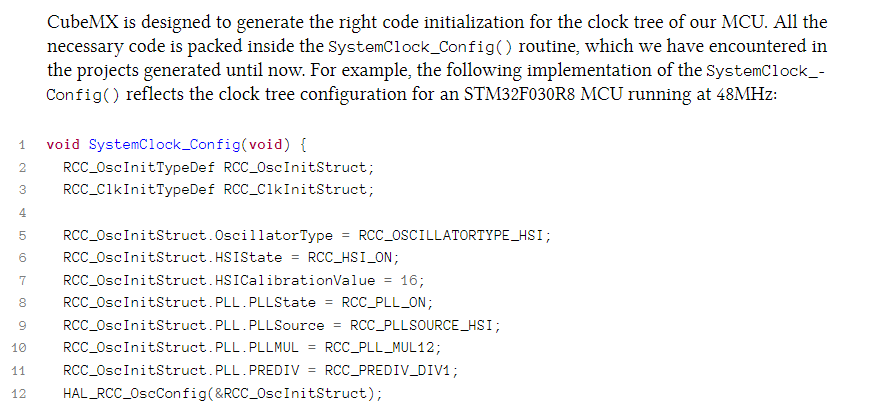 CubeMX is designed to generate the right code initialization for the clock tree of our MCU. All the
necessary code is packed inside the SystemClock_Config() routine, which we have encountered in
the projects generated until now. For example, the following implementation of the SystemClock_-
Config() reflects the clock tree configuration for an STM32F030R8 MCU running at 48MHz:
1 void SystemClock_Config(void) {
2 RCC_OscInitTypeDef RCC_OscInitStruct;
3 RCC_ClkInitTypeDef RCC_ClkInitStruct;
4
5 RCC_OscInitStruct.OscillatorType = RCC_OSCILLATORTYPE_HSI;
6 RCC_OscInitStruct.HSIState = RCC_HSI_ON;
7 RCC_OscInitStruct.HSICalibrationValue = 16;
8 RCC_OscInitStruct.PLL.PLLState = RCC_PLL_ON;
9 RCC_OscInitStruct.PLL.PLLSource = RCC_PLLSOURCE_HSI;
10 RCC_OscInitStruct.PLL.PLLMUL = RCC_PLL_MUL12;
11 RCC_OscInitStruct.PLL.PREDIV = RCC_PREDIV_DIV1;
12 HAL_RCC_OscConfig(&RCC_OscInitStruct);